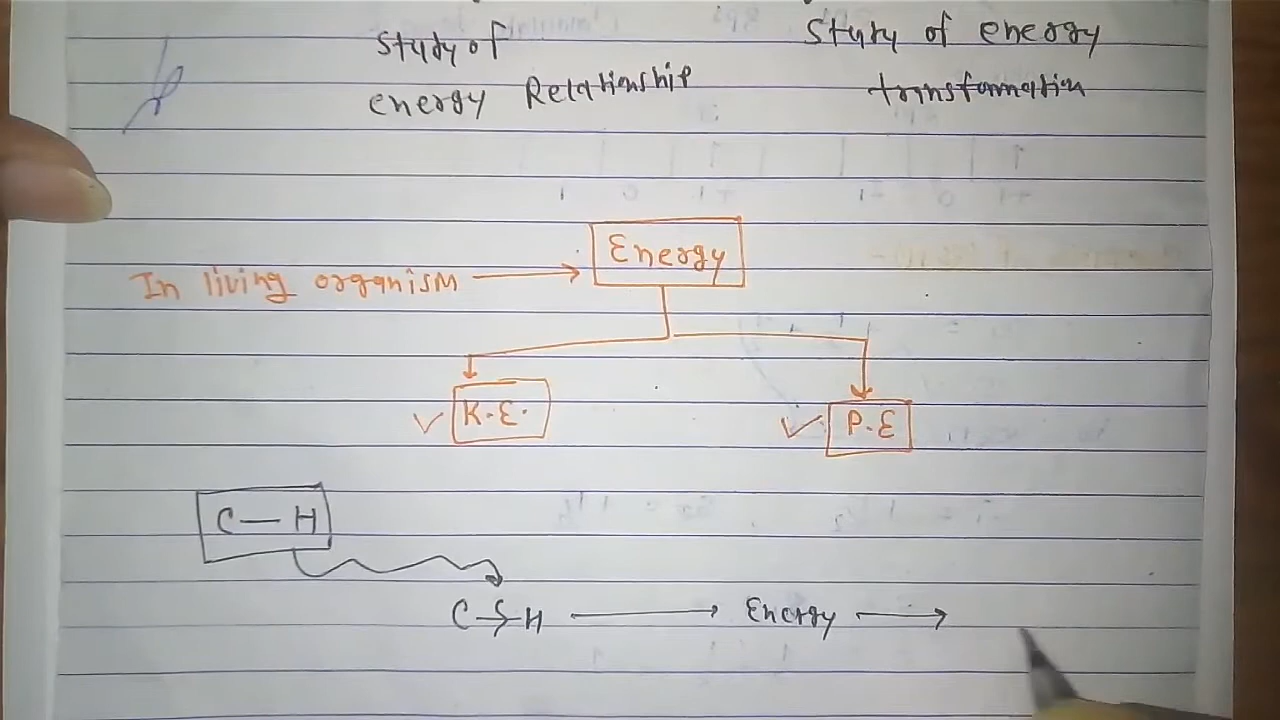 Study of
energy Relationship
Study of energy
transformation
In living organism
Energy
K.E.
P.E
C—H
C-H
Energy